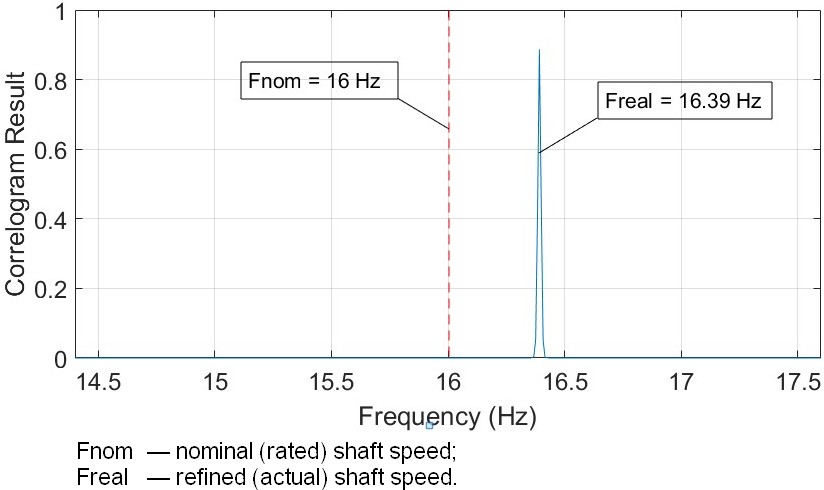 1
0.8
0.6
0.4
0.2
0
Correlogram Result
Fnom = 16 Hz
Freal = 16.39 Hz
14.5 15 15.5 16 16.5 17 17.5
Frequency (Hz)
Fnom — nominal (rated) shaft speed;
Freal — refined (actual) shaft speed.